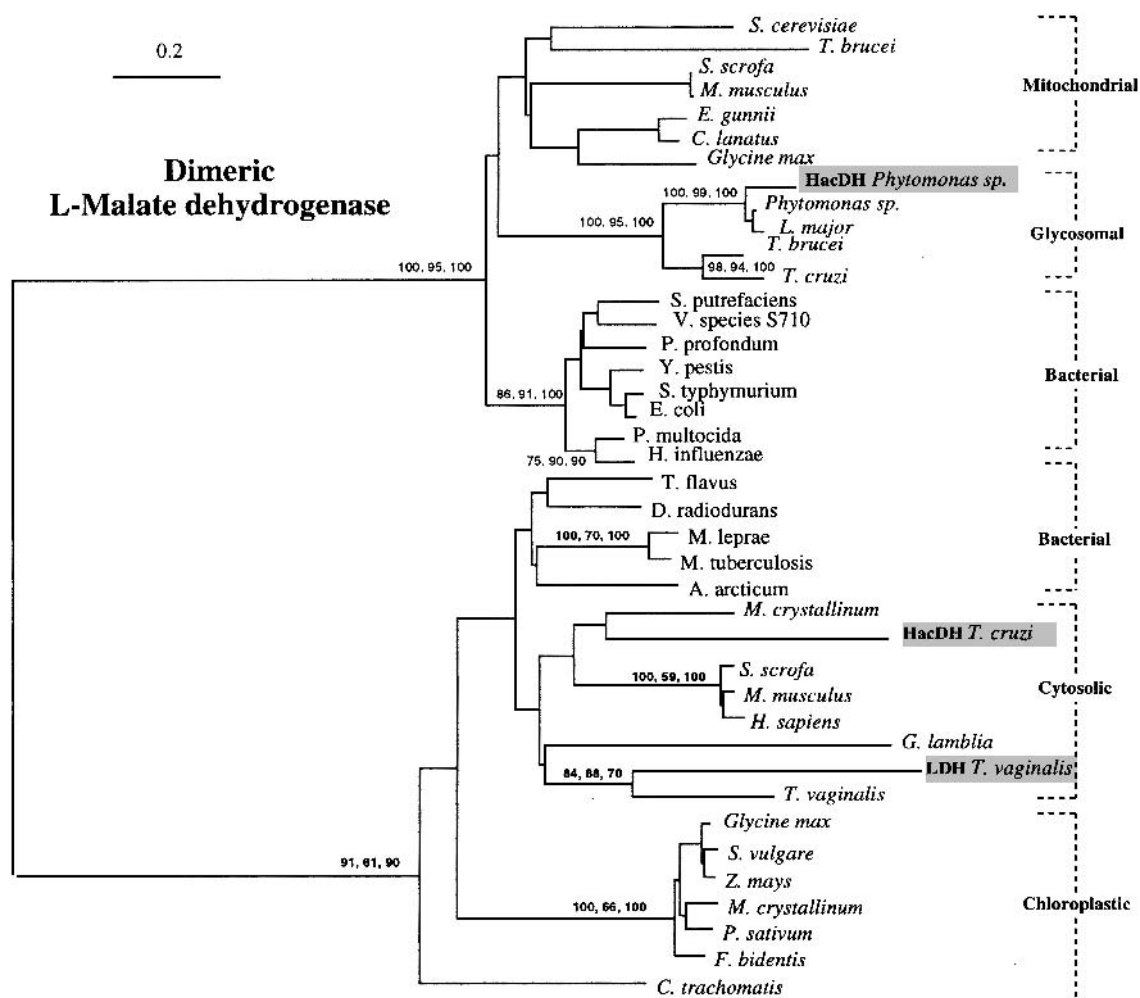 0.2
Dimeric
L-Malate dehydrogenase
S. cerevisiae
T. brucei
S. scrofa
M. musculus
E. gunnii
C. lanatus
Glycine max
Mitochondrial
HacDH Phytomonas sp.
100, 99, 100
Phytomonas sp.
L. major
100, 95, 100
T. brucei
98, 94, 100
T. cruzi
Glycosomal
100, 95, 100
S. putrefaciens
V. species S710
P. profondum
Y. pestis
S. typhymurium
86, 91, 100
E. coli
P. multocida
H. influenzae
75, 90, 90
Bacterial
T. flavus
D. radiodurans
100, 70, 100
M. leprae
M. tuberculosis
A. arcticum
Bacterial
M. crystallinum
HacDH T. cruzi
S. scrofa
100, 59, 100
M. musculus
H. sapiens
Cytosolic
G. lamblia
84, 88, 70
LDH T. vaginalis
T. vaginalis
Glycine max
S. vulgare
91, 61, 90
Z. mays
100, 66, 100
M. crystallinum
P. sativum
F. bidentis
C. trachomatis
Chloroplastic